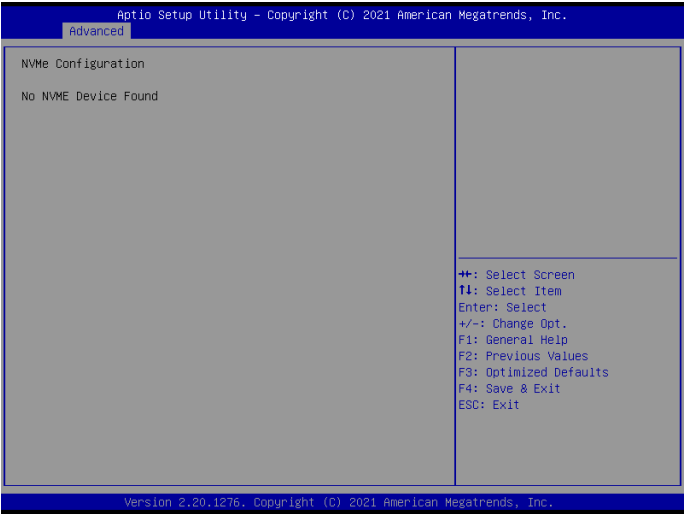 Aptio Setup Utility – Copyright (C) 2021 American Megatrends, Inc.
Advanced
NVMe Configuration
No NVME Device Found
→←: Select Screen
↑↓: Select Item
Enter: Select
+/-: Change Opt.
F1: General Help
F2: Previous Values
F3: Optimized Defaults
F4: Save & Exit
ESC: Exit
Version 2.20.1276. Copyright (C) 2021 American Megatrends, Inc.